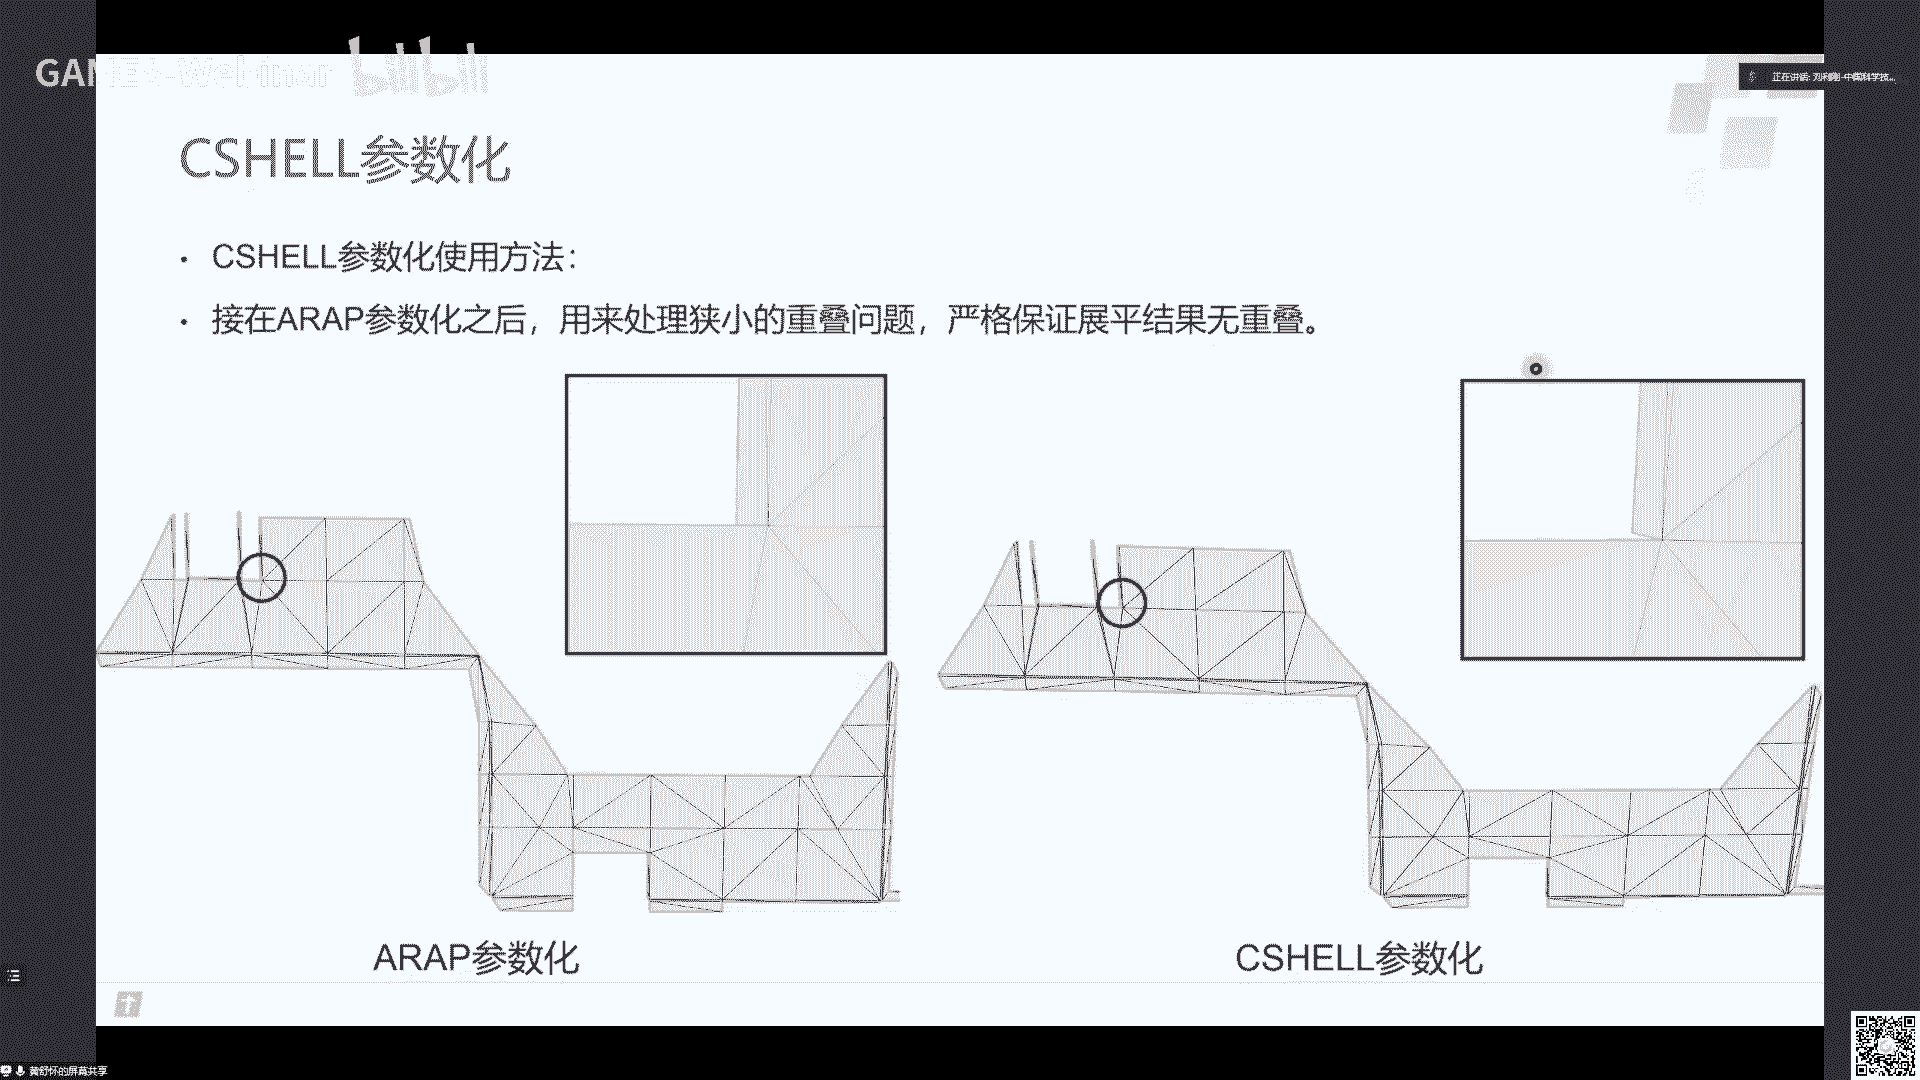 GAMES-Webinar bilibili
正在讲话: 刘利刚-中国科学技...
CSHELL参数化
• CSHELL参数化使用方法：
• 接在ARAP参数化之后，用来处理狭小的重叠问题，严格保证展平结果无重叠。
ARAP参数化
CSHELL参数化
黄舒怀的屏幕共享